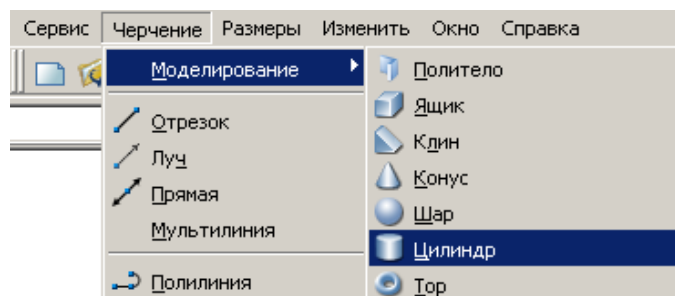 Сервис Черчение Размеры Изменить Окно Справка
Моделирование
Отрезок
Луч
Прямая
Мультилиния
Полилиния
Политело
Ящик
Клин
Конус
Шар
Цилиндр
Тор